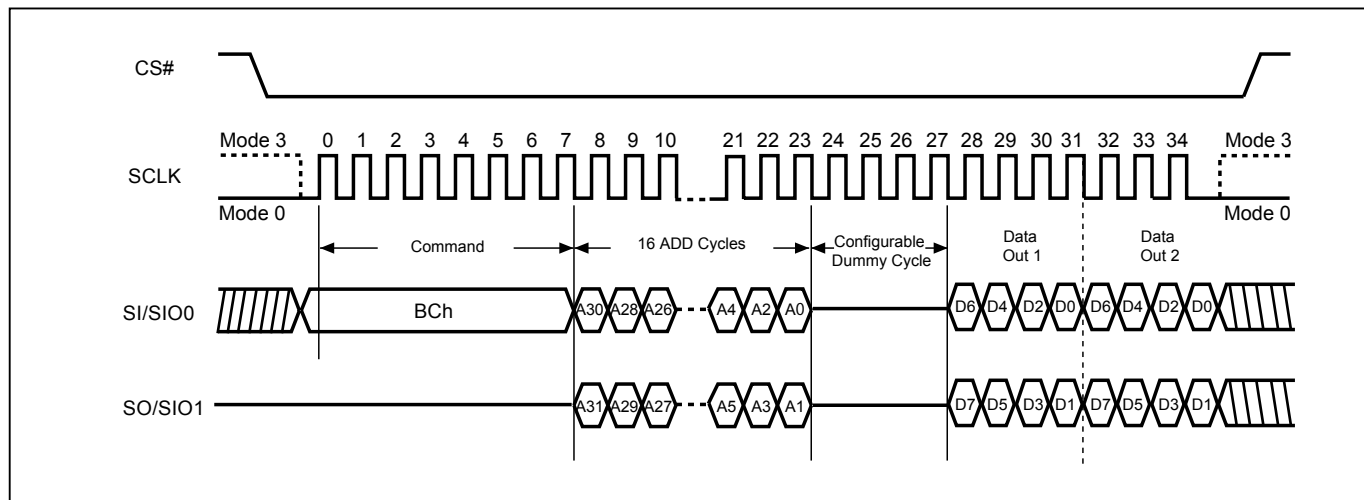 CS#
Mode 3 0 1 2 3 4 5 6 7 8 9 10 21 22 23 24 25 26 27 28 29 30 31 32 33 34 Mode 3
SCLK
Mode 0 Mode 0
Command 16 ADD Cycles Configurable Dummy Cycle Data Out 1 Data Out 2
SI/SIO0 BCh A30 A28 A26 A4 A2 A0 D6 D4 D2 D0 D6 D4 D2 D0
SO/SIO1 A31 A29 A27 A5 A3 A1 D7 D5 D3 D1 D7 D5 D3 D1